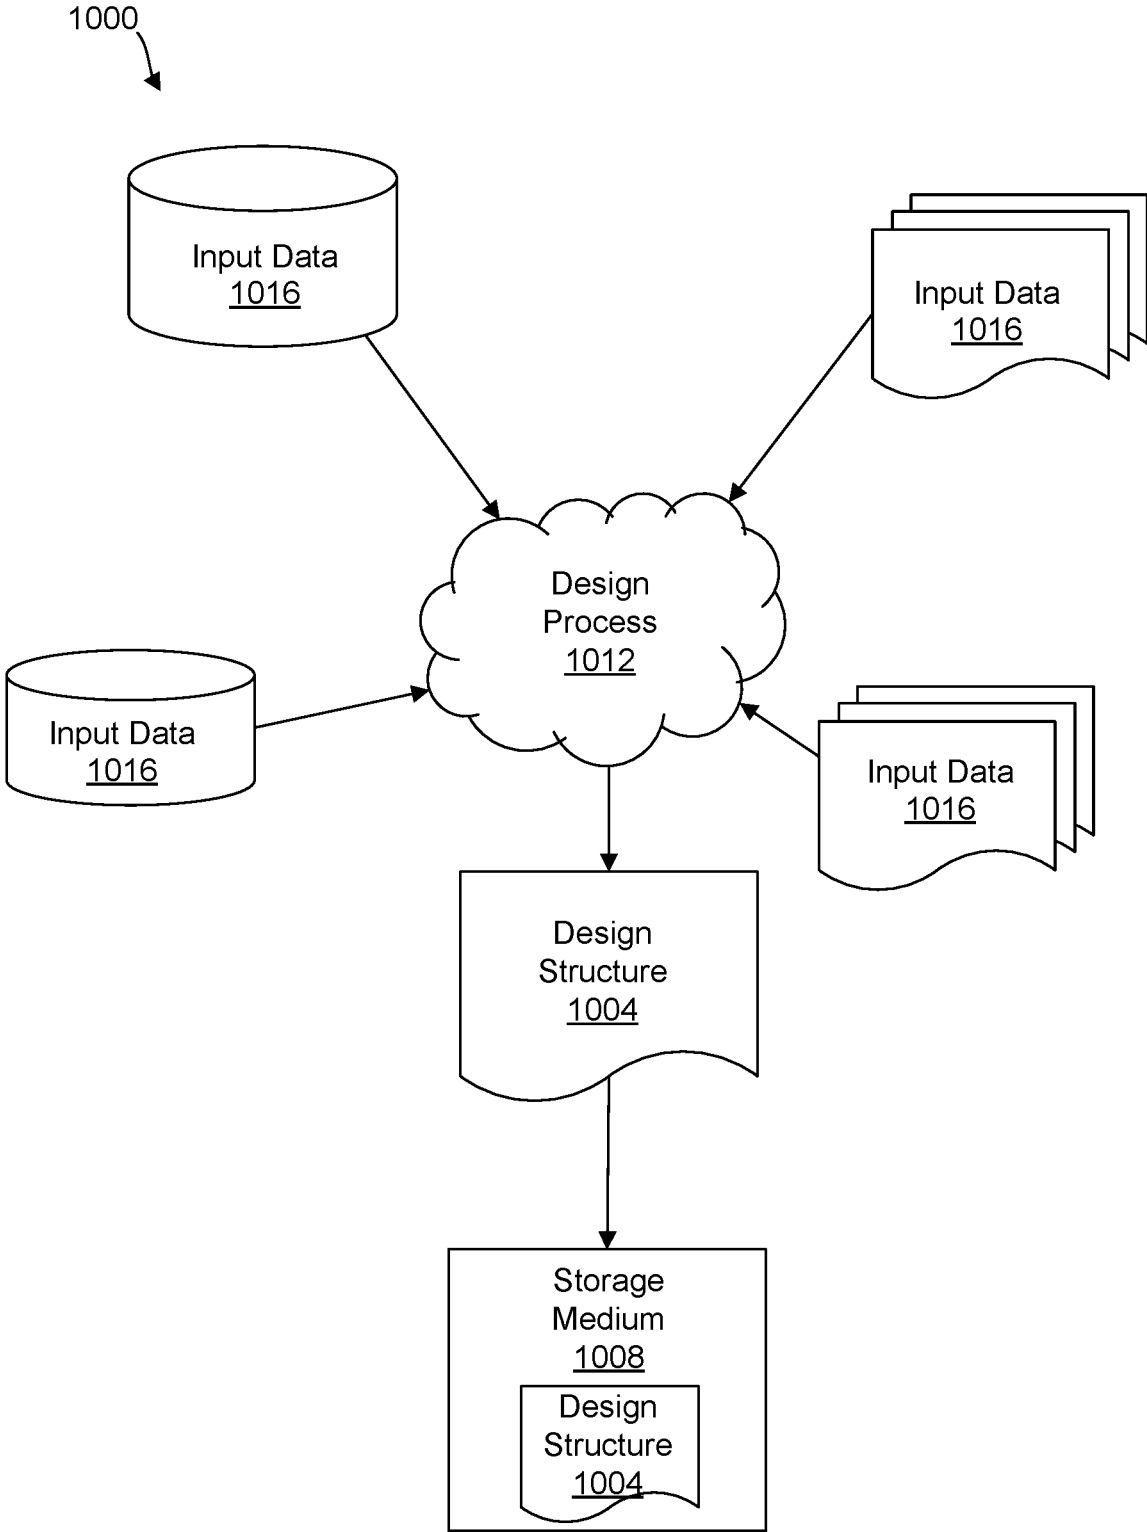 1000
Input Data
1016
Input Data
1016
Design
Process
1012
Input Data
1016
Input Data
1016
Design
Structure
1004
Storage
Medium
1008
Design
Structure
1004